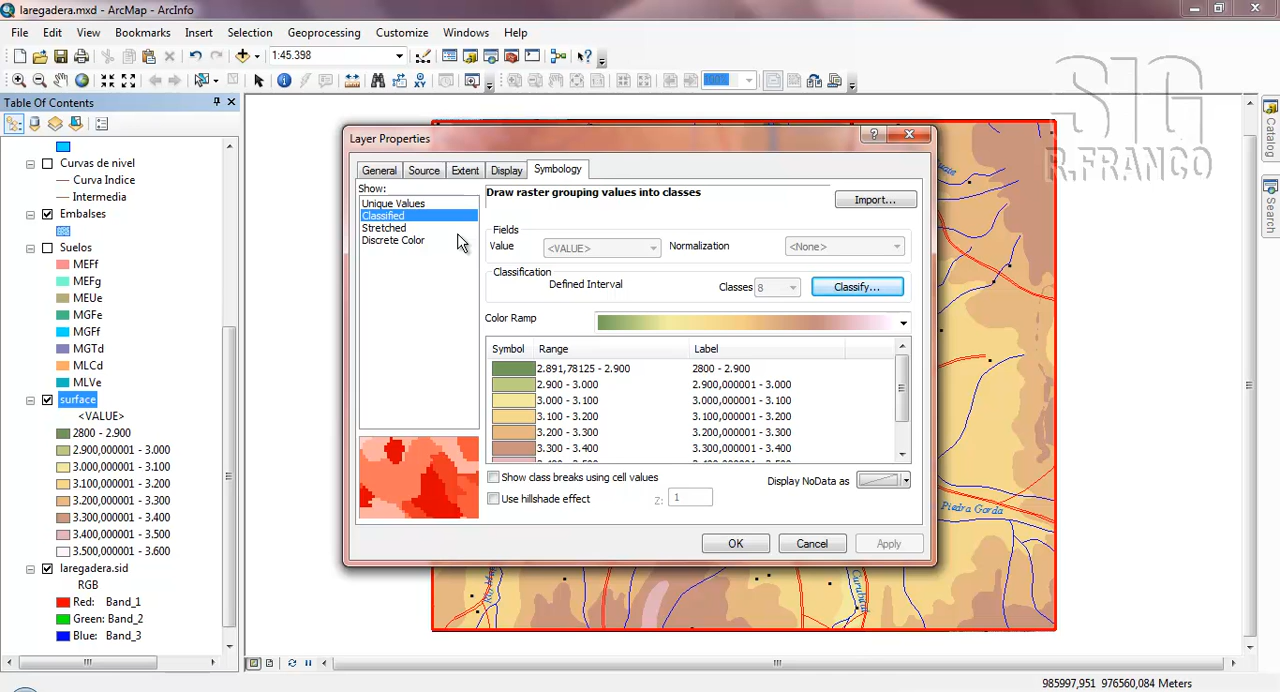 laregadera.mxd - ArcMap - ArcInfo
File Edit View Bookmarks Insert Selection Geoprocessing Customize Windows Help
1:45.398
100%
Table Of Contents
Curvas de nivel
Curva Indice
Intermedia
Embalses
Suelos
MEFf
MEFg
MEUe
MGFe
MGFf
MGTd
MLCd
MLVe
surface
<VALUE>
2800 - 2.900
2.900,000001 - 3.000
3.000,000001 - 3.100
3.100,000001 - 3.200
3.200,000001 - 3.300
3.300,000001 - 3.400
3.400,000001 - 3.500
3.500,000001 - 3.600
laregadera.sid
RGB
Red: Band_1
Green: Band_2
Blue: Band_3
Layer Properties
General Source Extent Display Symbology
Show:
Unique Values
Classified
Stretched
Discrete Color
Draw raster grouping values into classes
Import...
Fields
Value <VALUE> Normalization <None>
Classification
Defined Interval Classes 8 Classify...
Color Ramp
Symbol Range Label
2.891,78125 - 2.900 2800 - 2.900
2.900 - 3.000 2.900,000001 - 3.000
3.000 - 3.100 3.000,000001 - 3.100
3.100 - 3.200 3.100,000001 - 3.200
3.200 - 3.300 3.200,000001 - 3.300
3.300 - 3.400 3.300,000001 - 3.400
Show class breaks using cell values
Display NoData as
Use hillshade effect Z: 1
OK Cancel Apply
SIG
R.FRANCO
Catalog
Search
Piedra Gorda
985997,951 976560,084 Meters